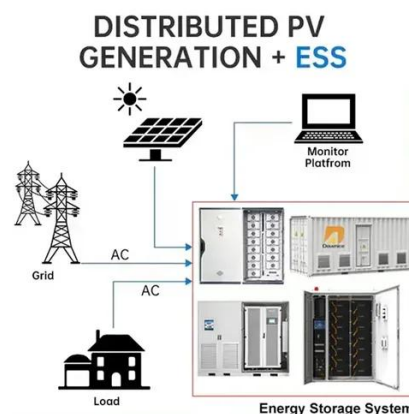 DISTRIBUTED PV
GENERATION + ESS
Monitor
Platfrom
Grid
AC
AC
Load
Energy Storage System